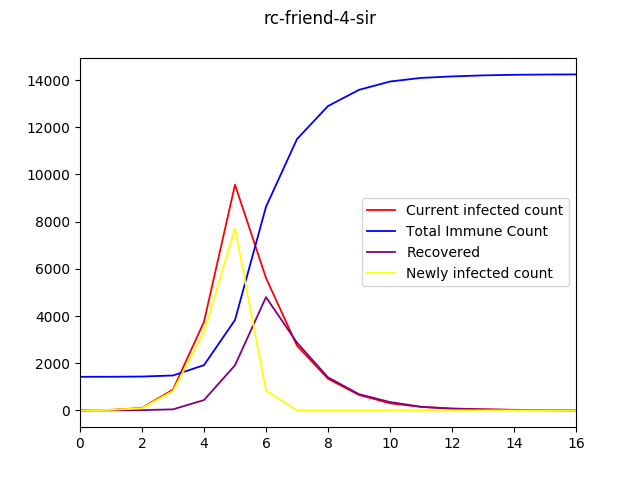 rc-friend-4-sir
14000
12000
10000
8000
6000
4000
2000
0
Current infected count
Total Immune Count
Recovered
Newly infected count
0 2 4 6 8 10 12 14 16